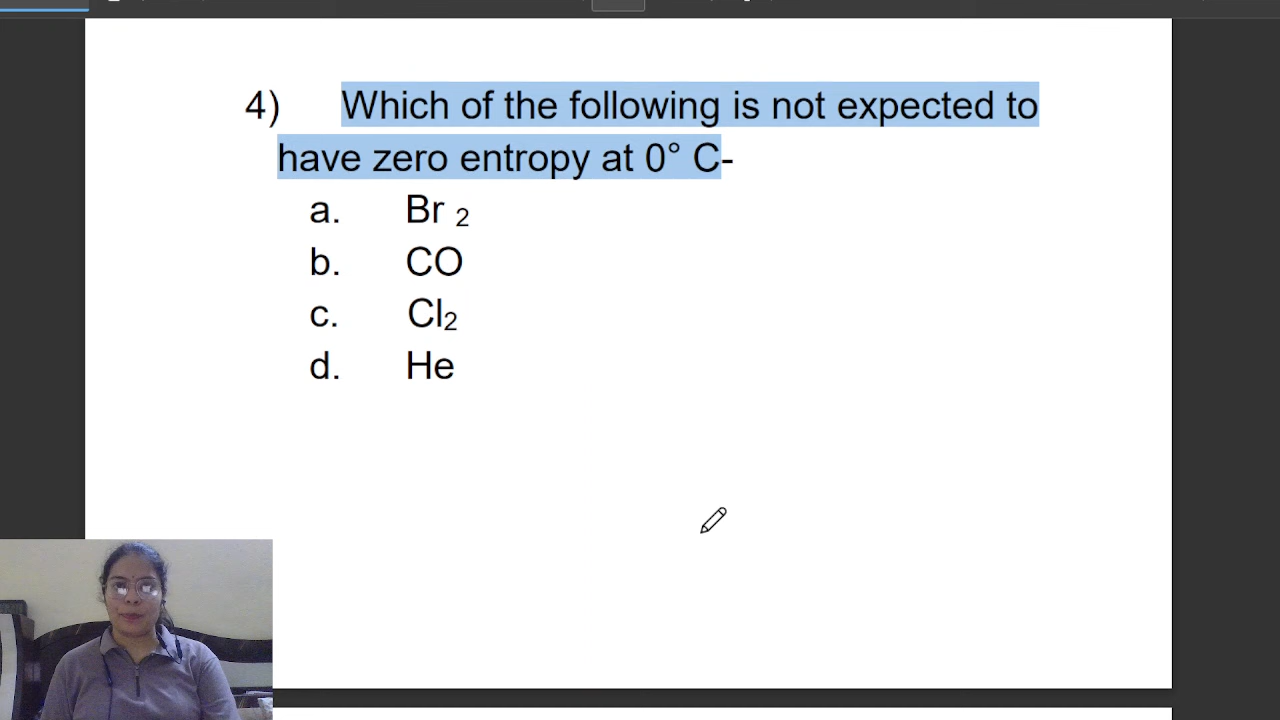 4) Which of the following is not expected to
have zero entropy at 0° C-
a. Br 2
b. CO
c. Cl2
d. He